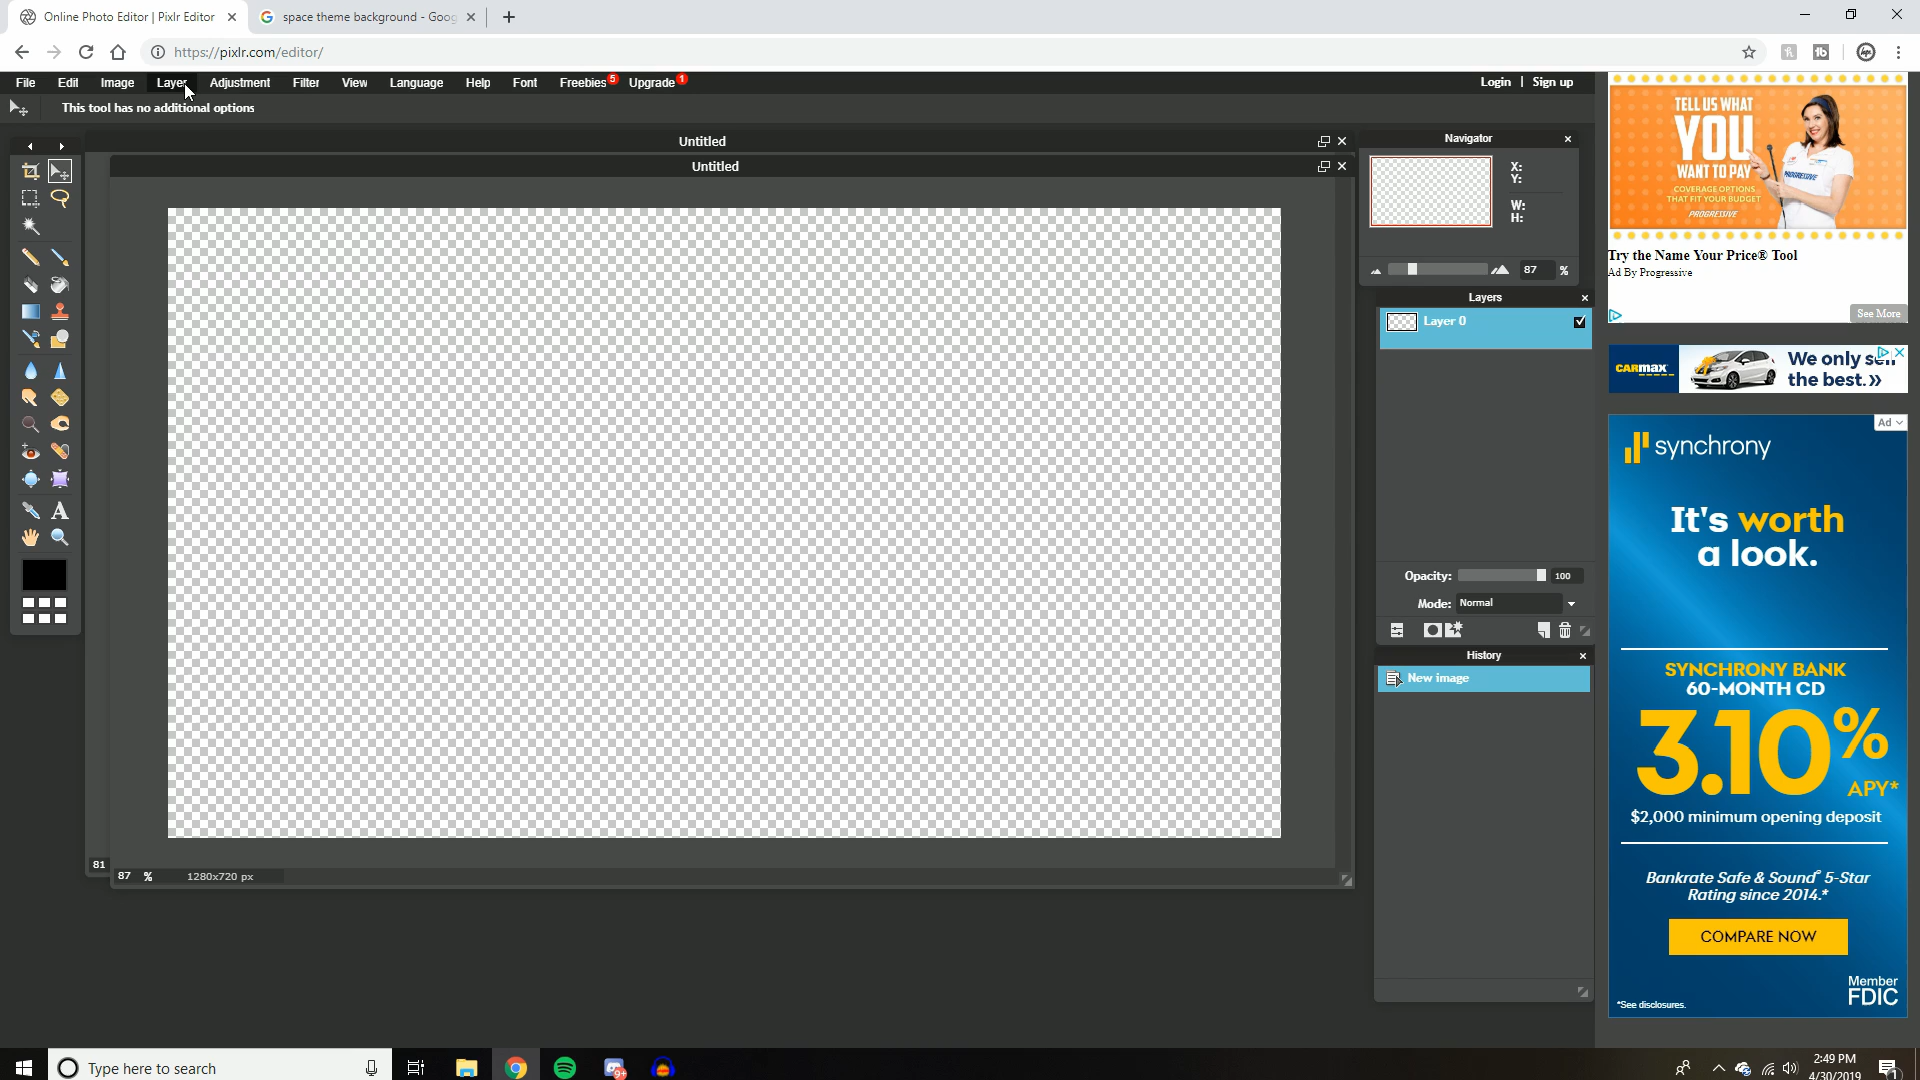 Online Photo Editor | Pixlr Editor
space theme background - Goog
https://pixlr.com/editor/
File Edit Image Layer Adjustment Filter View Language Help Font Freebies 5 Upgrade 1
Login | Sign up
This tool has no additional options
Untitled
Untitled
Navigator
X:
Y:
W:
H:
87 %
Layers
Layer 0
Opacity: 100
Mode: Normal
History
New image
81
87 % 1280x720 px
TELL US WHAT
YOU
WANT TO PAY
COVERAGE OPTIONS
THAT FIT YOUR BUDGET
PROGRESSIVE
PROGRESSIVE
Try the Name Your Price® Tool
Ad By Progressive
See More
CARMAX
We only sell
the best. »
Ad
synchrony
It's worth
a look.
SYNCHRONY BANK
60-MONTH CD
3.10%
APY*
$2,000 minimum opening deposit
Bankrate Safe & Sound® 5-Star
Rating since 2014.*
COMPARE NOW
Member
FDIC
*See disclosures.
Type here to search
9+
2:49 PM
4/30/2019
1